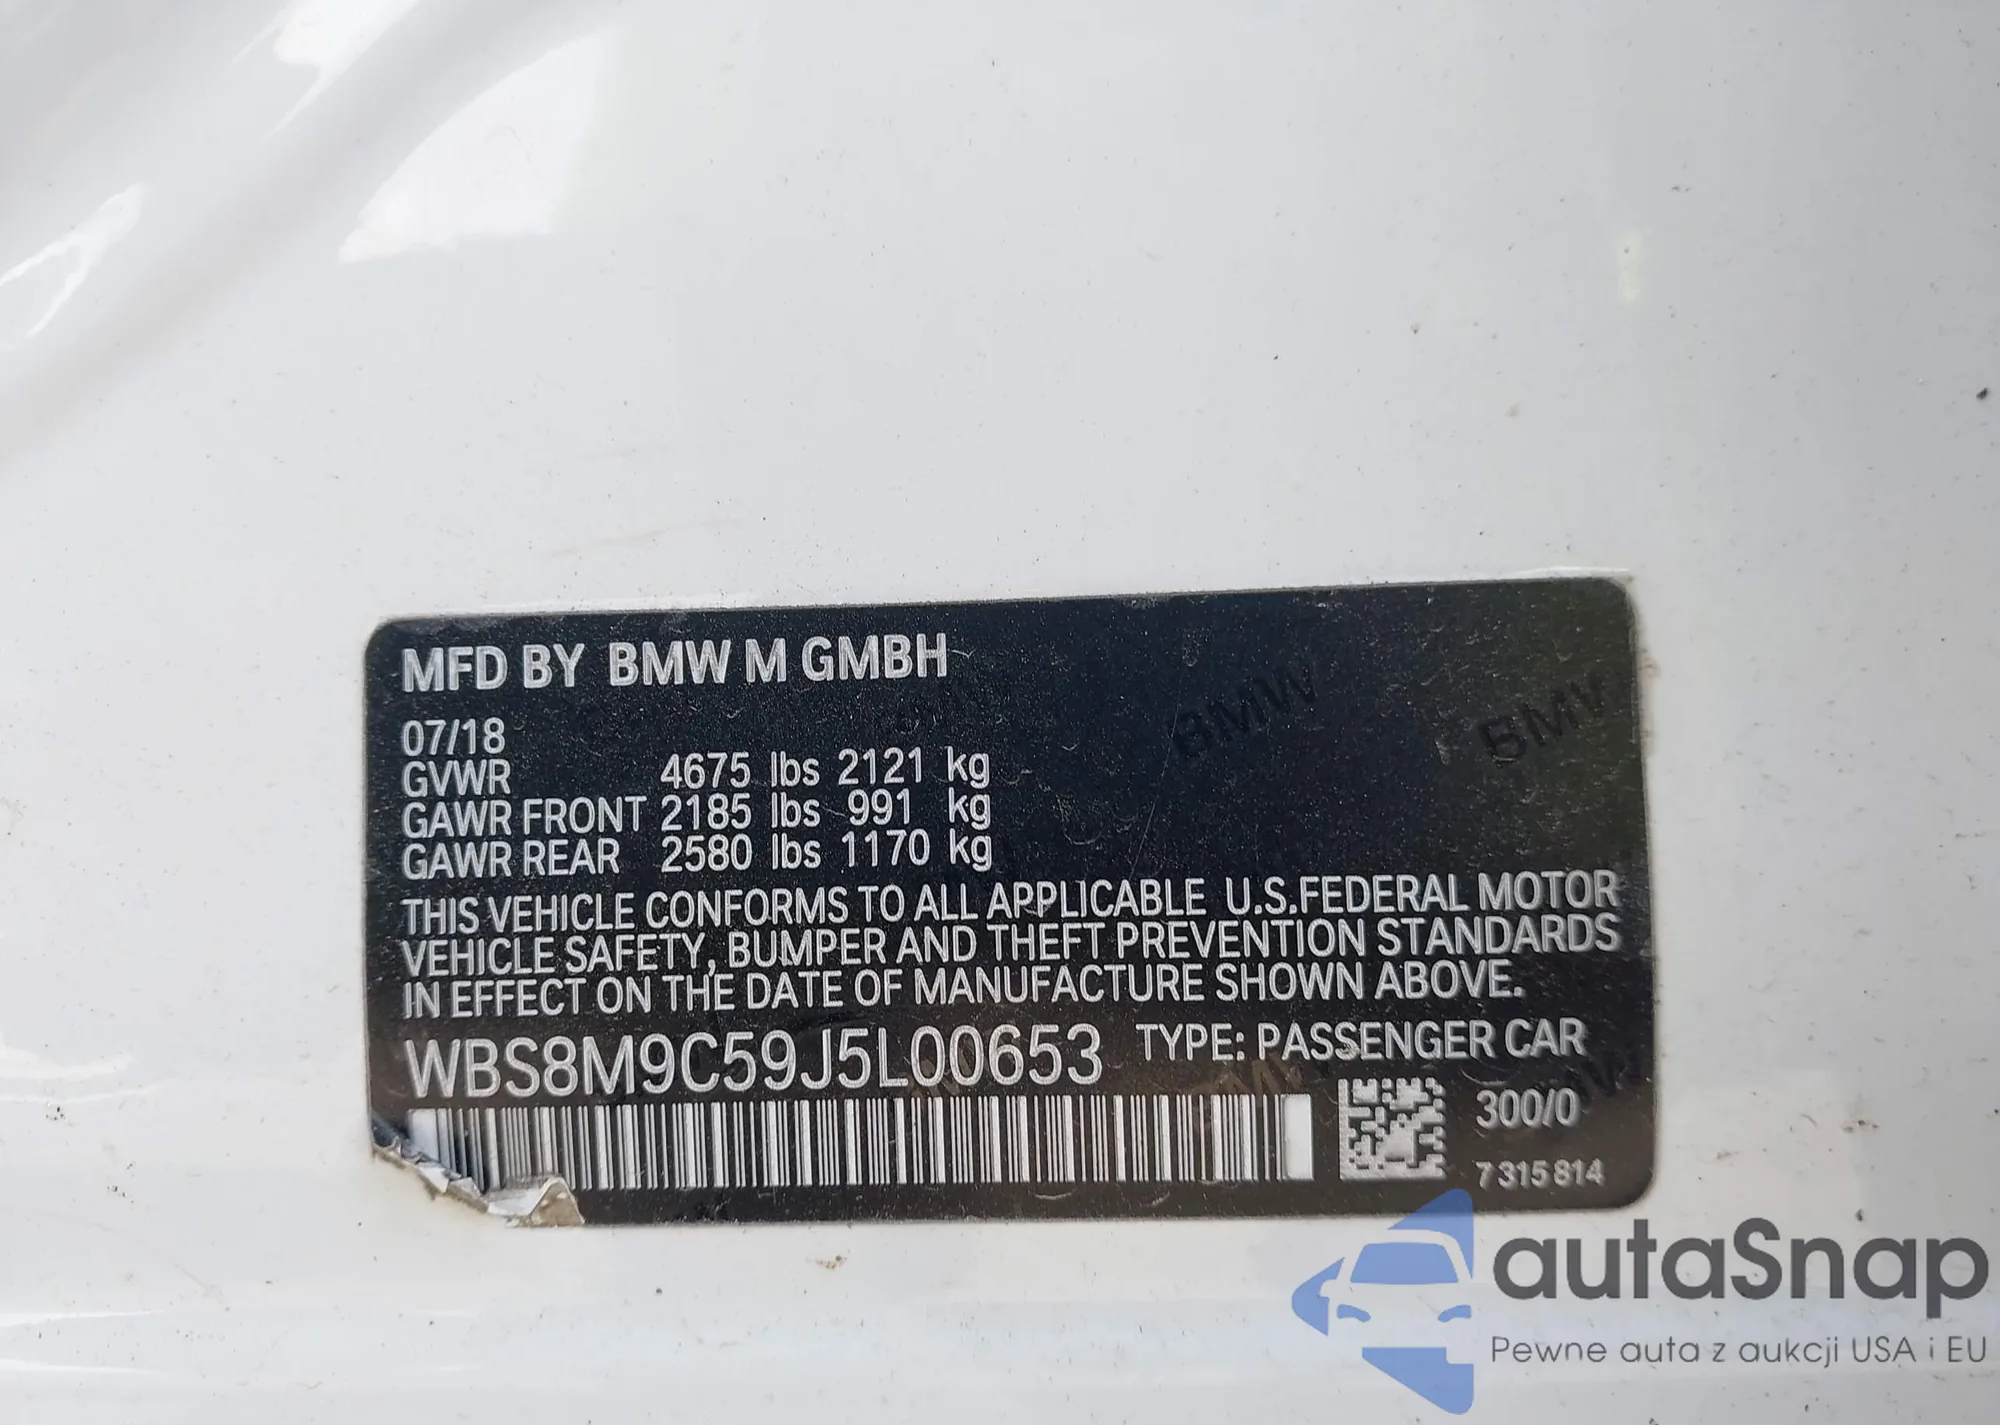 MFD BY BMW M GMBH
07/18
GVWR 4675 lbs 2121 kg
GAWR FRONT 2185 lbs 991 kg
GAWR REAR 2580 lbs 1170 kg
THIS VEHICLE CONFORMS TO ALL APPLICABLE U.S.FEDERAL MOTOR
VEHICLE SAFETY, BUMPER AND THEFT PREVENTION STANDARDS
IN EFFECT ON THE DATE OF MANUFACTURE SHOWN ABOVE.
WBS8M9C59J5L00653 TYPE: PASSENGER CAR
300/0
7315814
BMW BMW
autaSnap
Pewne auta z aukcji USA i EU